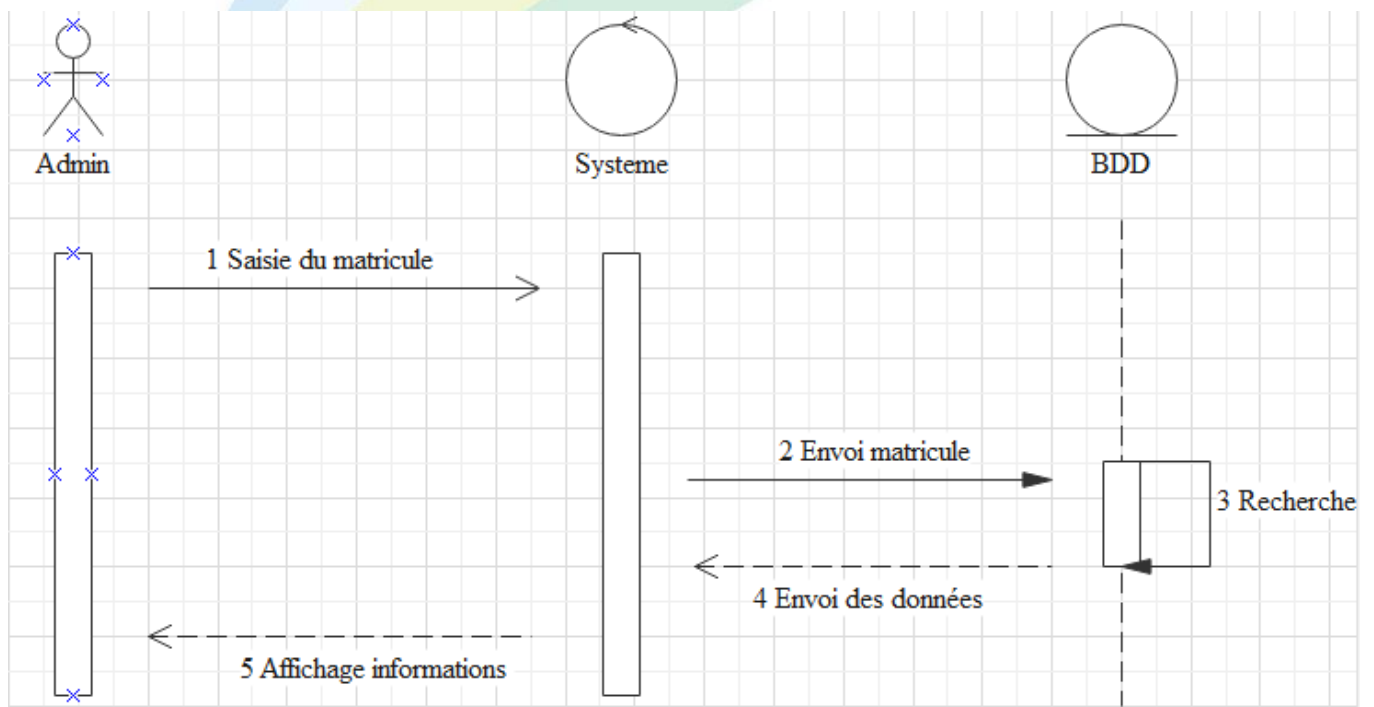 Admin
Systeme
BDD
1 Saisie du matricule
2 Envoi matricule
3 Recherche
4 Envoi des données
5 Affichage informations